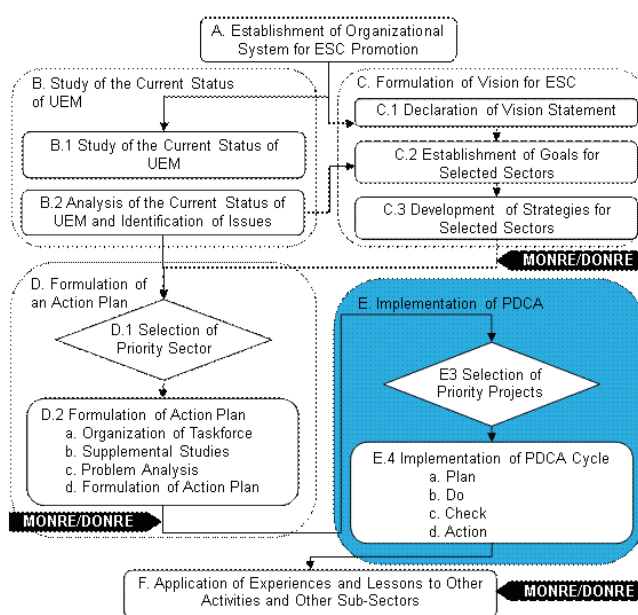 A. Establishment of Organizational
System for ESC Promotion
B. Study of the Current Status
of UEM
B.1 Study of the Current Status of
UEM
B.2 Analysis of the Current Status of
UEM and Identification of Issues
C. Formulation of Vision for ESC
C.1 Declaration of Vision Statement
C.2 Establishment of Goals for
Selected Sectors
C.3 Development of Strategies for
Selected Sectors
MONRE/DONRE
D. Formulation of
an Action Plan
D.1 Selection of
Priority Sector
D.2 Formulation of Action Plan
a. Organization of Taskforce
b. Supplemental Studies
c. Problem Analysis
d. Formulation of Action Plan
MONRE/DONRE
E. Implementation of PDCA
E3 Selection of
Priority Projects
E.4 Implementation of PDCA Cycle
a. Plan
b. Do
c. Check
d. Action
F. Application of Experiences and Lessons to Other
Activities and Other Sub-Sectors
MONRE/DONRE